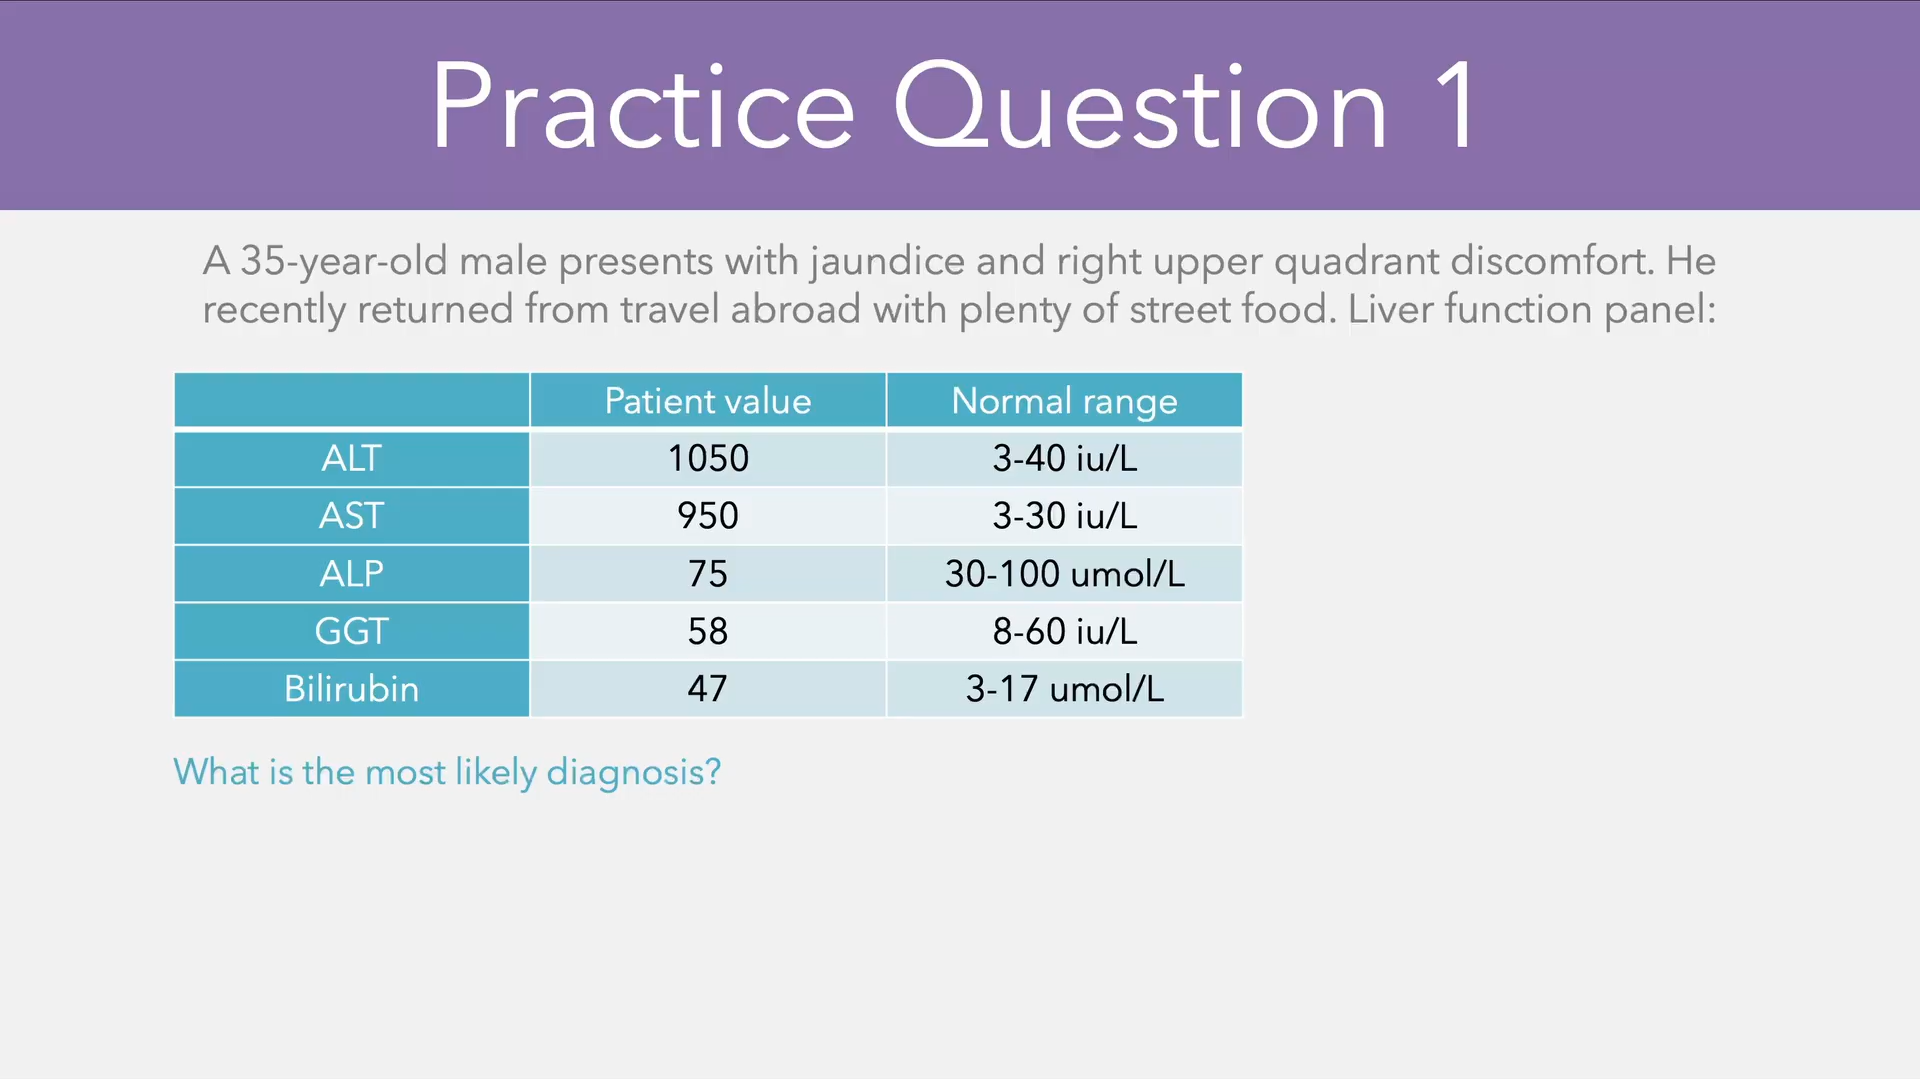 Practice Question 1
A 35-year-old male presents with jaundice and right upper quadrant discomfort. He
recently returned from travel abroad with plenty of street food. Liver function panel:
Patient value Normal range
ALT 1050 3-40 iu/L
AST 950 3-30 iu/L
ALP 75 30-100 umol/L
GGT 58 8-60 iu/L
Bilirubin 47 3-17 umol/L
What is the most likely diagnosis?